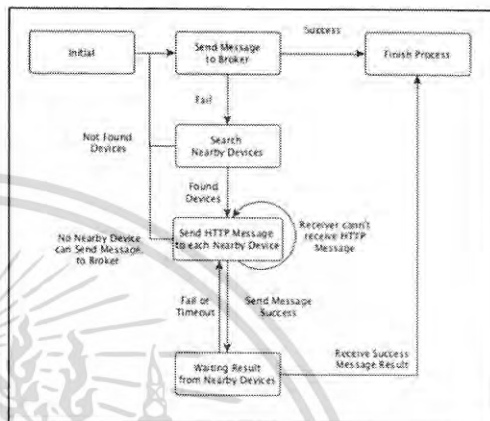 Success
Initial
Send Message
to Broker
Finish Process
Fail
Not Found
Devices
Search
Nearby Devices
Found
Devices
No Nearby Device
can Send Message
to Broker
Send HTTP Message
to each Nearby Device
Receiver cann't
receive HTTP
Message
Fail or
Timeout
Send Message
Success
Waiting Result
from Nearby Devices
Receive Success
Message Result